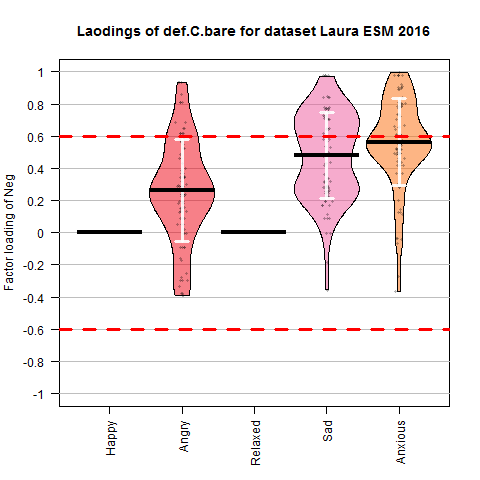 Laodings of def.C.bare for dataset Laura ESM 2016
Factor loading of Neg
1
0.8
0.6
0.4
0.2
0
-0.2
-0.4
-0.6
-0.8
-1
Happy
Angry
Relaxed
Sad
Anxious